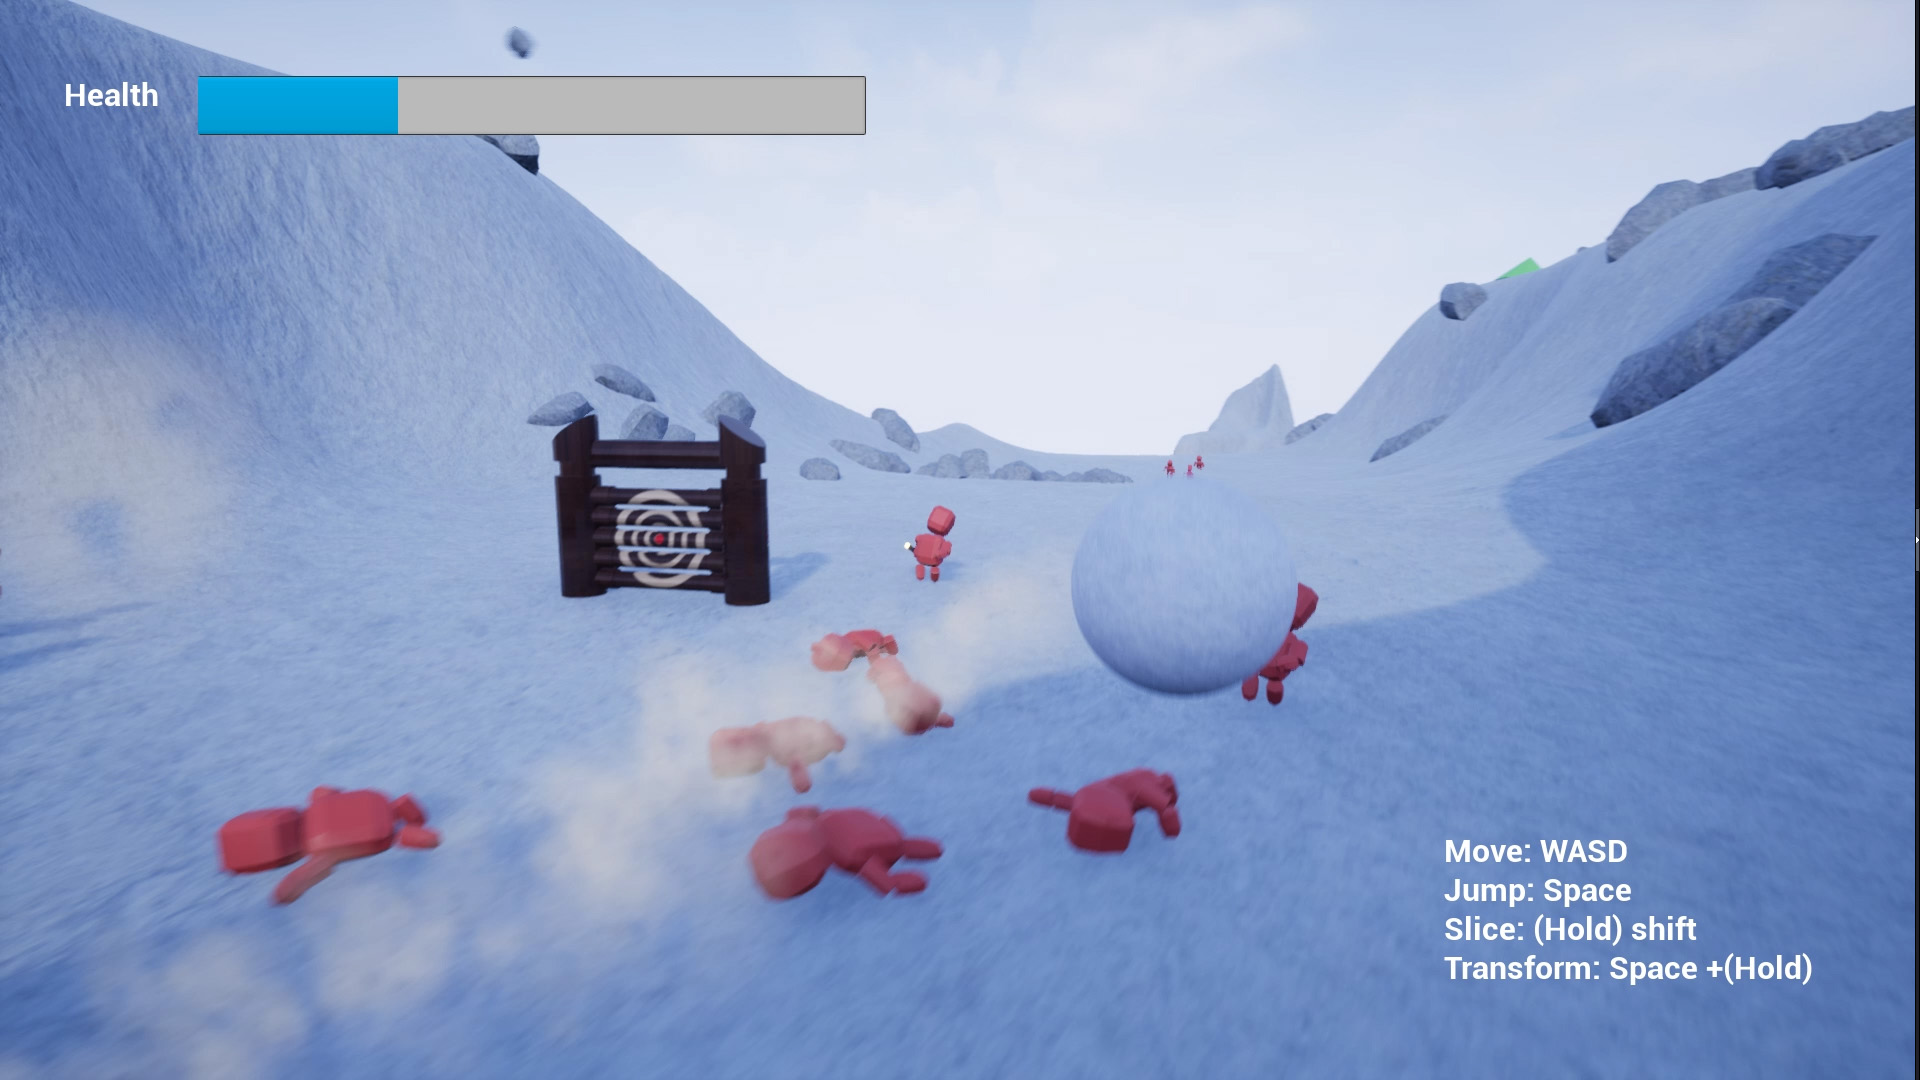 Health
Move: WASD
Jump: Space
Slice: (Hold) shift
Transform: Space +(Hold)